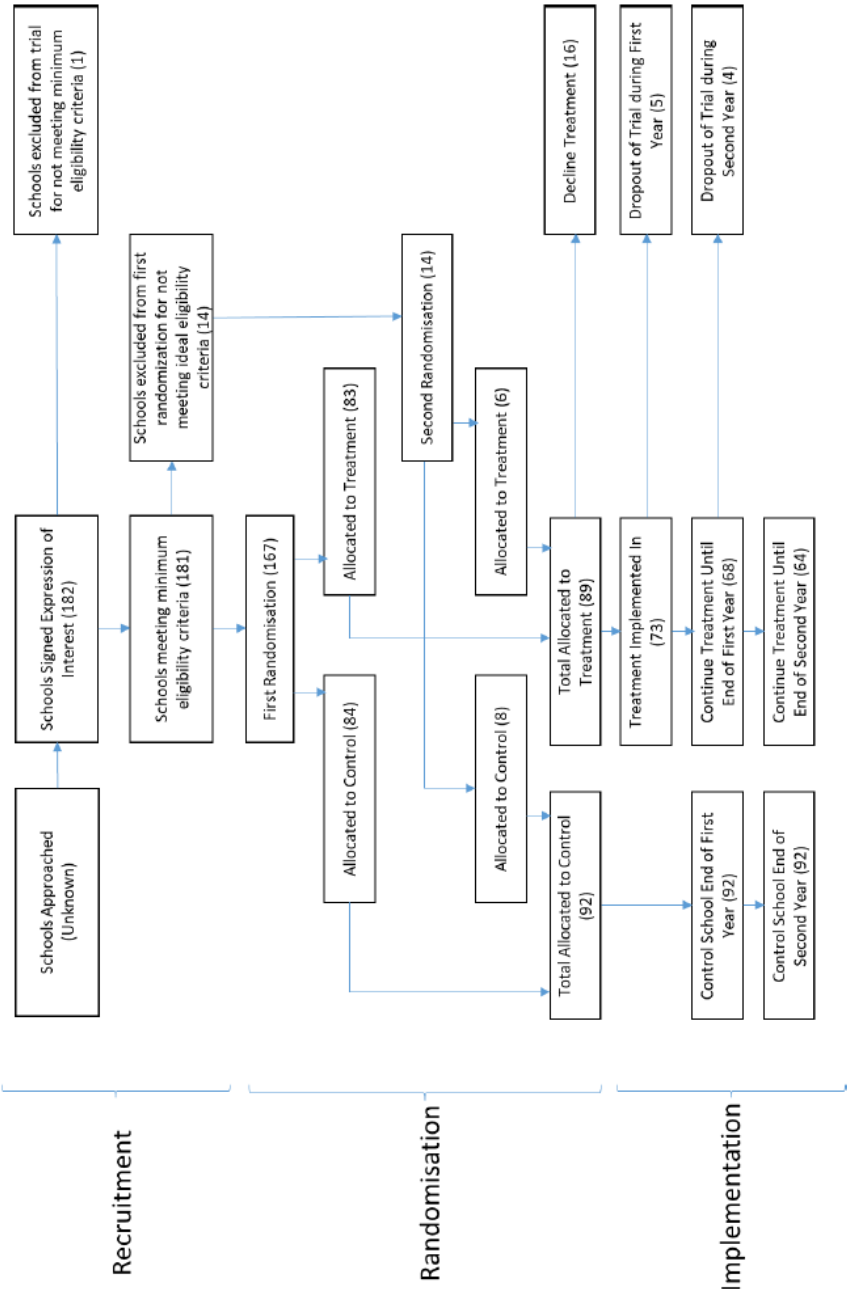 Recruitment
Schools Approached
(Unknown)
Schools Signed Expression of
Interest (182)
Schools excluded from trial
for not meeting minimum
eligibility criteria (1)
Schools meeting minimum
eligibility criteria (181)
Schools excluded from first
randomization for not
meeting ideal eligibility
criteria (14)
Randomisation
First Randomisation (167)
Allocated to Control (84)
Allocated to Treatment (83)
Second Randomisation (14)
Allocated to Control (8)
Allocated to Treatment (6)
Total Allocated to Control
(92)
Total Allocated to
Treatment (89)
Decline Treatment (16)
Implementation
Treatment Implemented In
(73)
Dropout of Trial during First
Year (5)
Control School End of First
Year (92)
Continue Treatment Until
End of First Year (68)
Dropout of Trial during
Second Year (4)
Control School End of
Second Year (92)
Continue Treatment Until
End of Second Year (64)